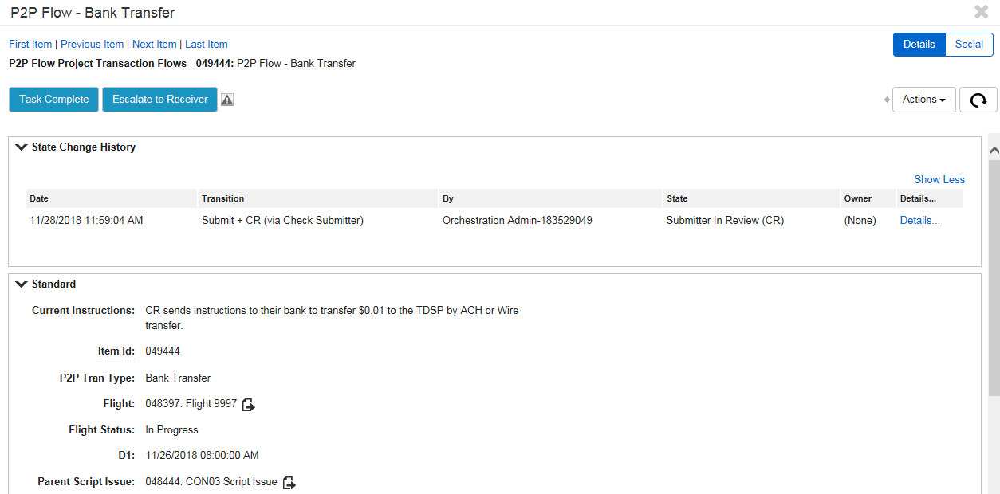 P2P Flow - Bank Transfer
First Item | Previous Item | Next Item | Last Item
Details Social
P2P Flow Project Transaction Flows - 049444: P2P Flow - Bank Transfer
Task Complete Escalate to Receiver Actions
State Change History
Show Less
Date Transition By State Owner Details...
11/28/2018 11:59:04 AM Submit + CR (via Check Submitter) Orchestration Admin-183529049 Submitter In Review (CR) (None) Details...
Standard
Current Instructions: CR sends instructions to their bank to transfer $0.01 to the TDSP by ACH or Wire
transfer.
Item Id: 049444
P2P Tran Type: Bank Transfer
Flight: 048397: Flight 9997
Flight Status: In Progress
D1: 11/26/2018 08:00:00 AM
Parent Script Issue: 048444: CON03 Script Issue